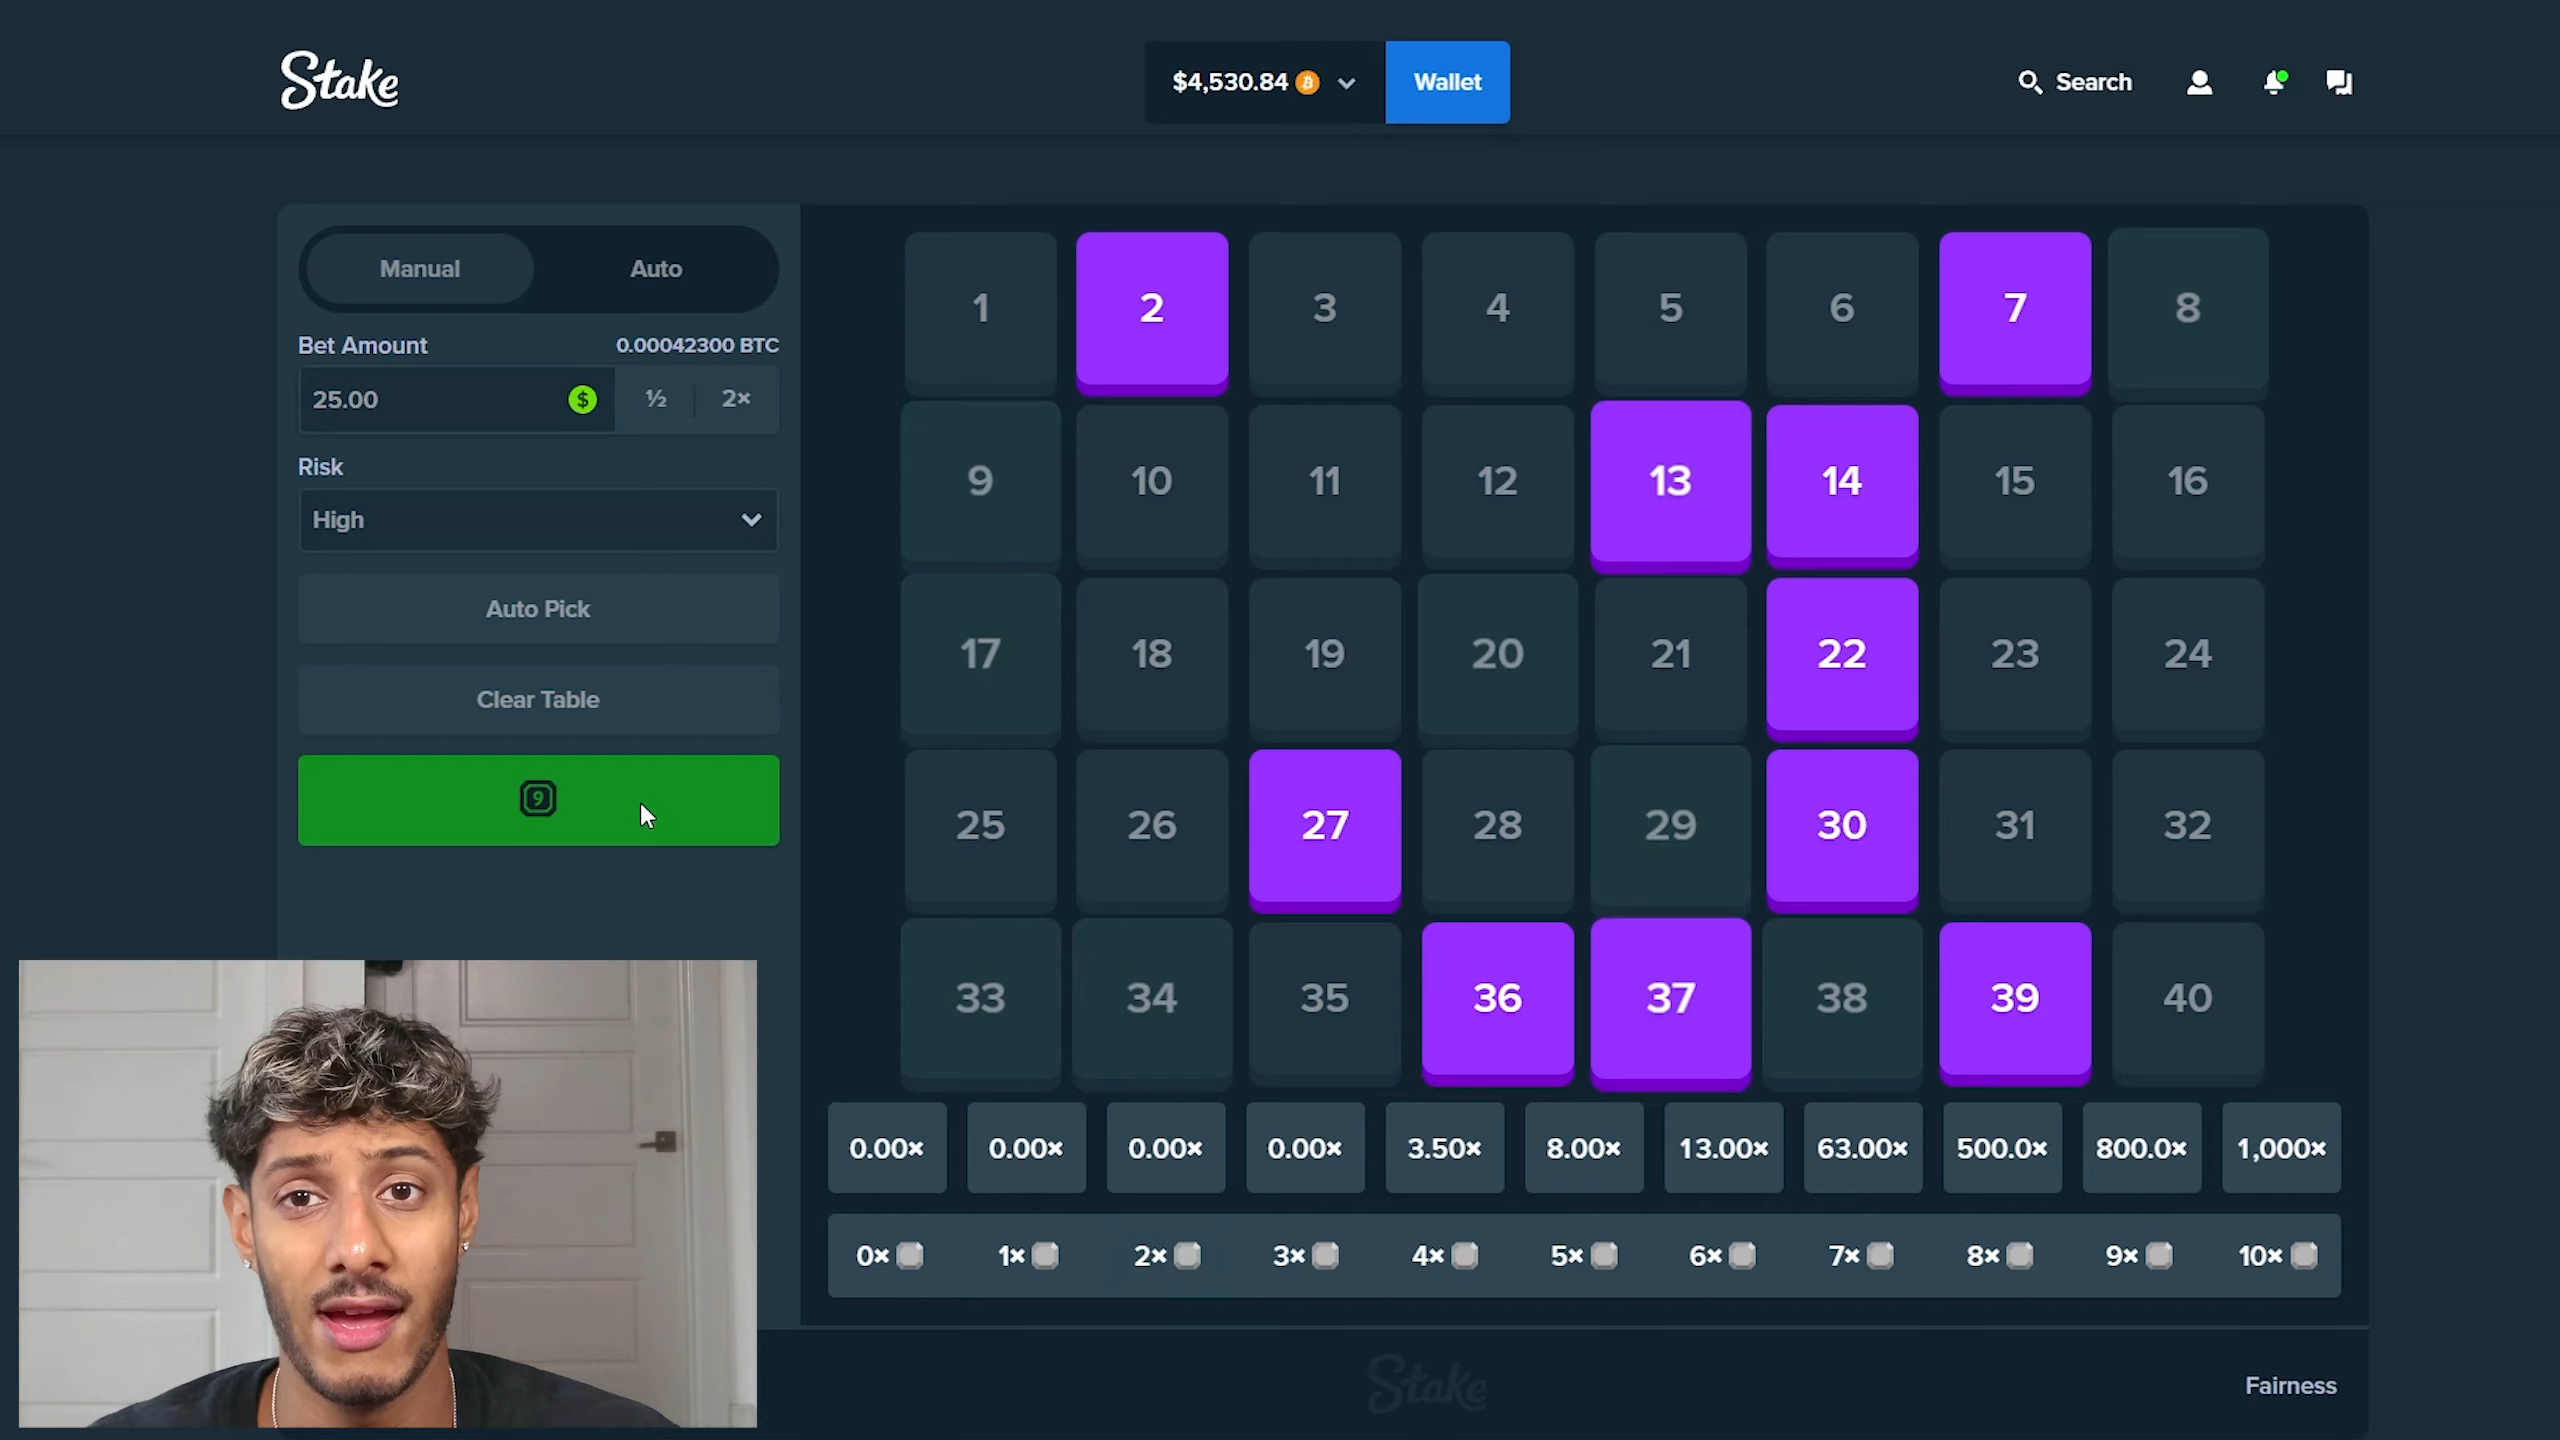 Stake
$4,530.84
Wallet
Search
Manual
Auto
Bet Amount
0.00042300 BTC
25.00
$
½
2×
Risk
High
Auto Pick
Clear Table
9
1 2 3 4 5 6 7 8
9 10 11 12 13 14 15 16
17 18 19 20 21 22 23 24
25 26 27 28 29 30 31 32
33 34 35 36 37 38 39 40
0.00× 0.00× 0.00× 0.00× 3.50× 8.00× 13.00× 63.00× 500.0× 800.0× 1,000×
0× 1× 2× 3× 4× 5× 6× 7× 8× 9× 10×
Stake
Fairness